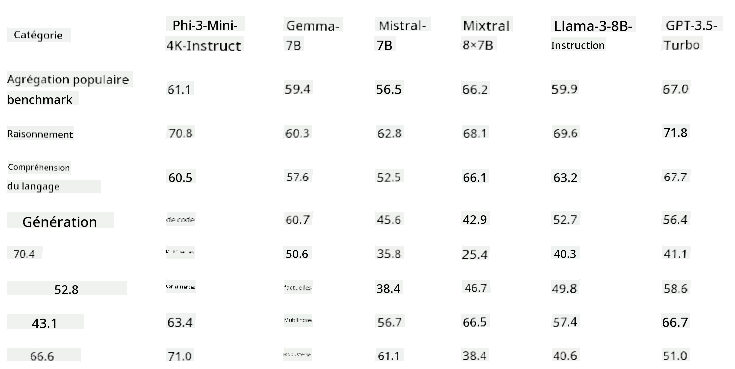 Catégorie Phi-3-Mini- Gemma- Mistral- Mixtral Llama-3-8B- GPT-3.5-
4K-Instruct 7B 7B 8×7B Instruction Turbo
Agrégation populaire
benchmark 61.1 59.4 56.5 66.2 59.9 67.0
Raisonnement 70.8 60.3 62.8 68.1 69.6 71.8
Compréhension
du langage 60.5 57.6 52.5 66.1 63.2 67.7
Génération de code 60.7 45.6 42.9 52.7 56.4
70.4 50.6 35.8 25.4 40.3 41.1
52.8 factuelles 38.4 46.7 49.8 58.6
43.1 63.4 Multilingue 56.7 66.5 57.4 66.7
66.6 71.0 Robustesse 61.1 38.4 40.6 51.0